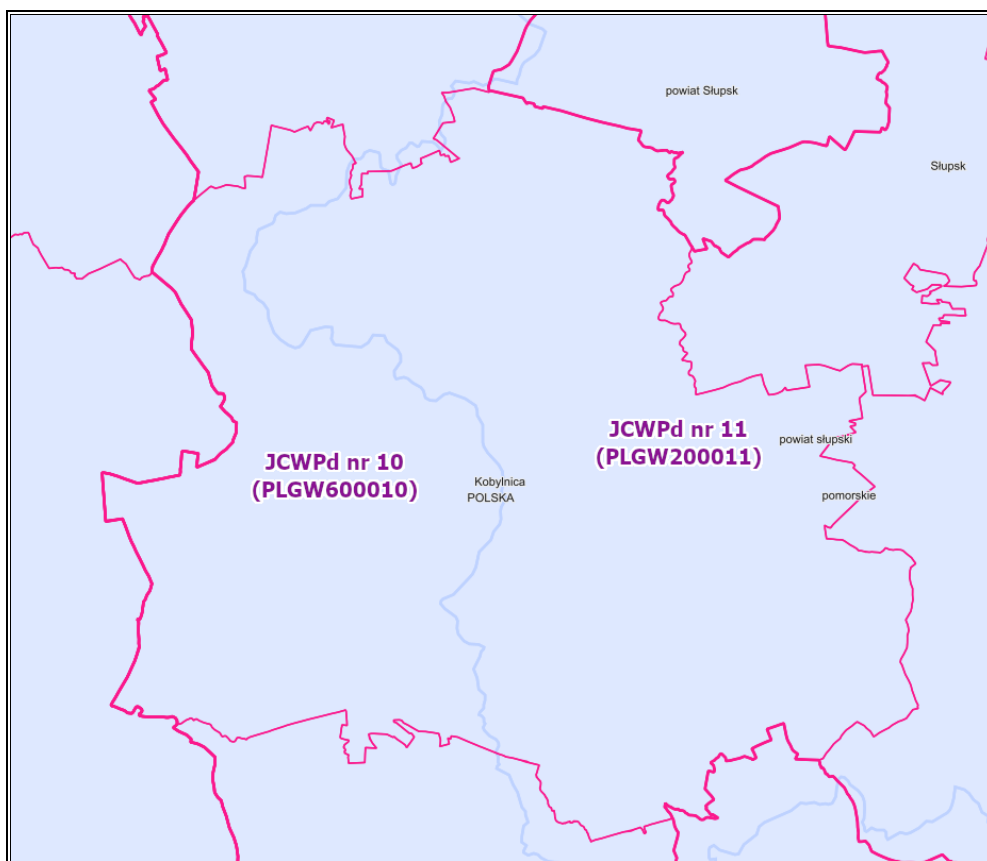 powiat Słupsk
Słupsk
JCWPd nr 11
(PLGW200011)
powiat słupski
JCWPd nr 10
(PLGW600010)
Kobylnica
POLSKA
pomorskie